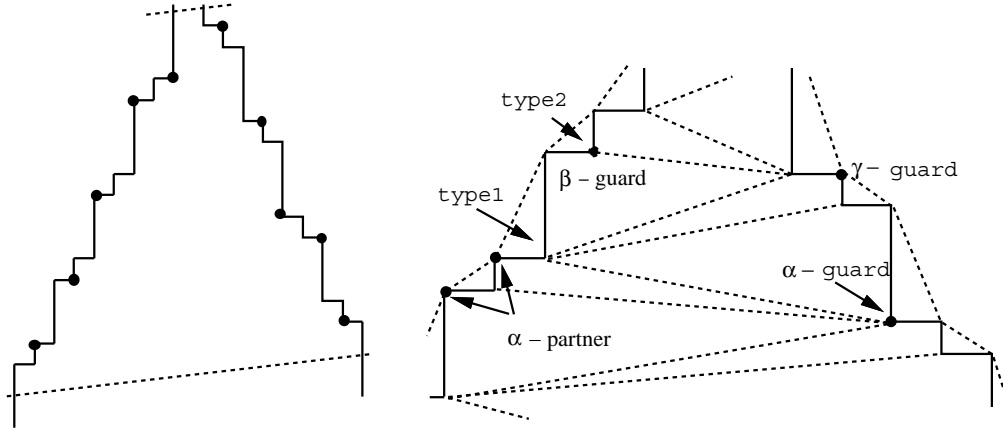 type2
β – guard
γ – guard
type1
α – guard
α – partner